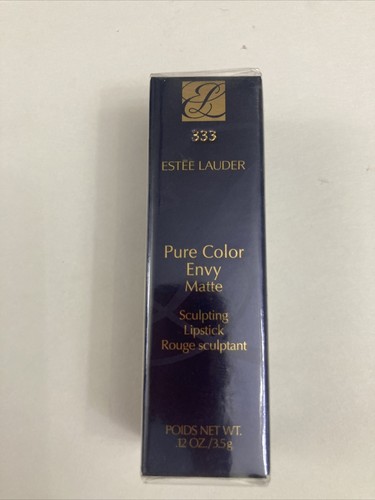 333
ESTĒE LAUDER
Pure Color
Envy
Matte
Sculpting
Lipstick
Rouge sculptant
POIDS NET WT.
.12 OZ./3.5g